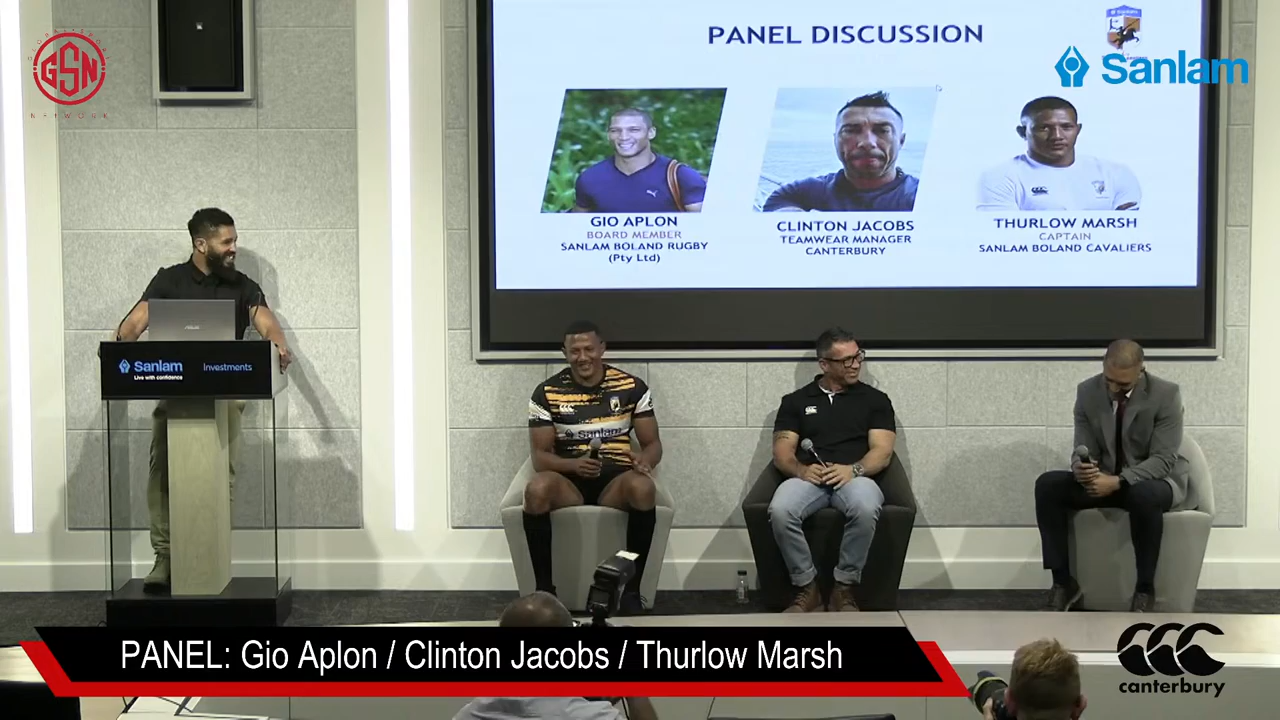 GSN
NETWORK
PANEL DISCUSSION
Sanlam
GIO APLON
BOARD MEMBER
SANLAM BOLAND RUGBY
(Pty Ltd)
CLINTON JACOBS
TEAMWEAR MANAGER
CANTERBURY
THURLOW MARSH
CAPTAIN
SANLAM BOLAND CAVALIERS
Sanlam
Live with confidence
Investments
Sanlam
PANEL: Gio Aplon / Clinton Jacobs / Thurlow Marsh
canterbury